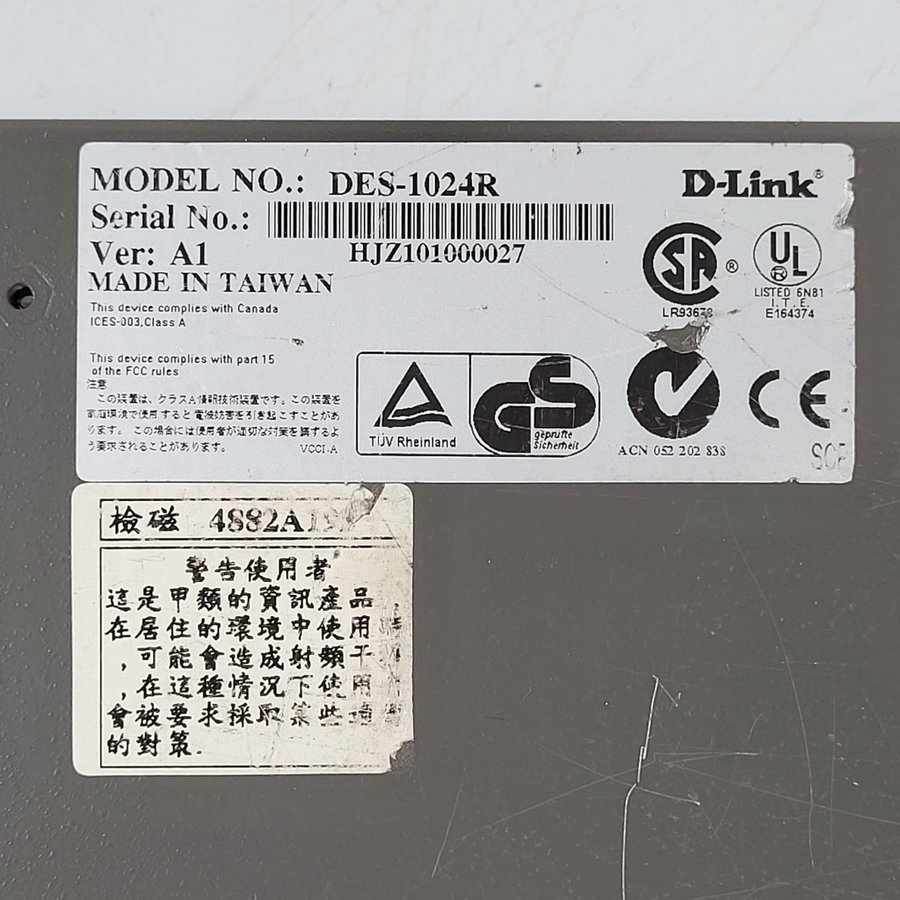 MODEL NO.: DES-1024R
D-Link®
Serial No.:
Ver: A1
HJZ101000027
MADE IN TAIWAN
This device complies with Canada
ICES-003,Class A
This device complies with part 15
of the FCC rules
注意
この装置は、クラスA情報技術装置です。この装置を
家庭環境で使用すると電波妨害を引き起こすことがあ
ります。この場合には使用者が適切な対策を講するよ
う要求されることがあります。 VCCI-A
SA ®
LR93678
UL ®
LISTED 6N81
I.T.E.
E164374
TÜV Rheinland
GS
geprüfte
Sicherheit
ACN 052 202 838
CE
檢磁 4882A
警告使用者
這是甲類的資訊產品
在居住的環境中使用
,可能會造成射頻干
,在這種情況下使用
會被要求採取某些
的對策.